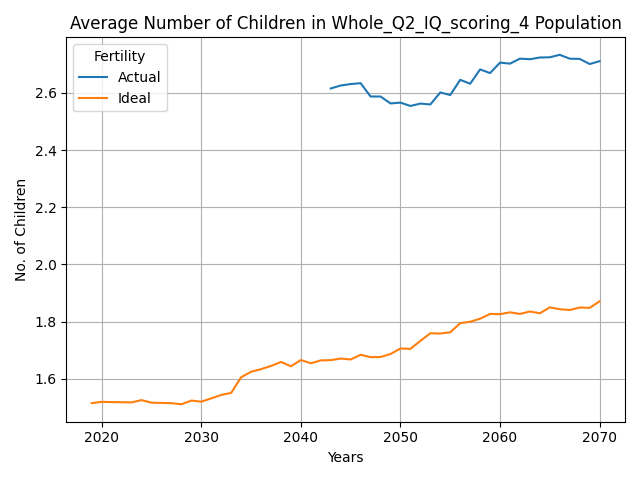 Average Number of Children in Whole_Q2_IQ_scoring_4 Population
Fertility
Actual
Ideal
No. of Children
2.6
2.4
2.2
2.0
1.8
1.6
2020 2030 2040 2050 2060 2070
Years